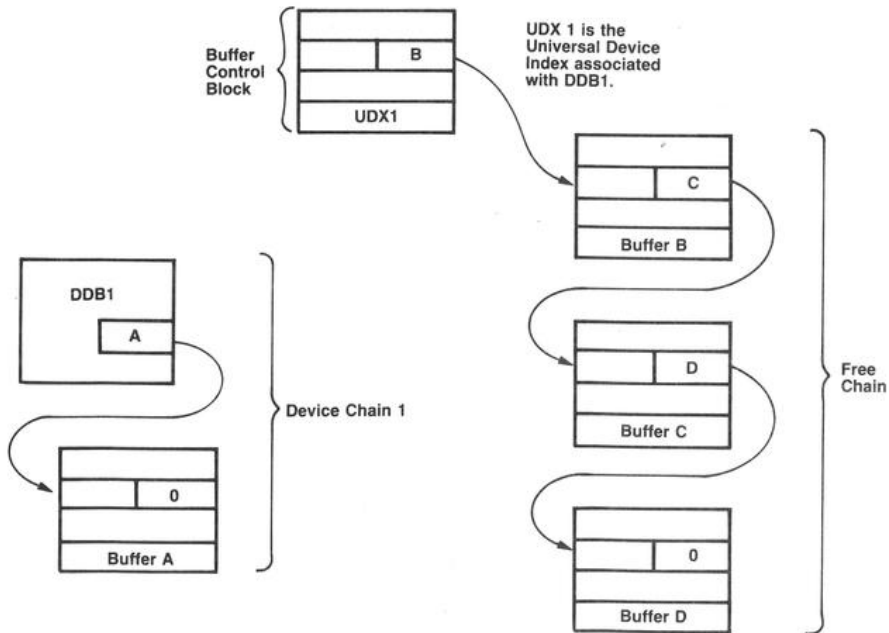 Buffer
Control
Block
B
UDX1
UDX 1 is the
Universal Device
Index associated
with DDB1.
C
Buffer B
DDB1
A
Device Chain 1
0
Buffer A
D
Buffer C
Free
Chain
0
Buffer D